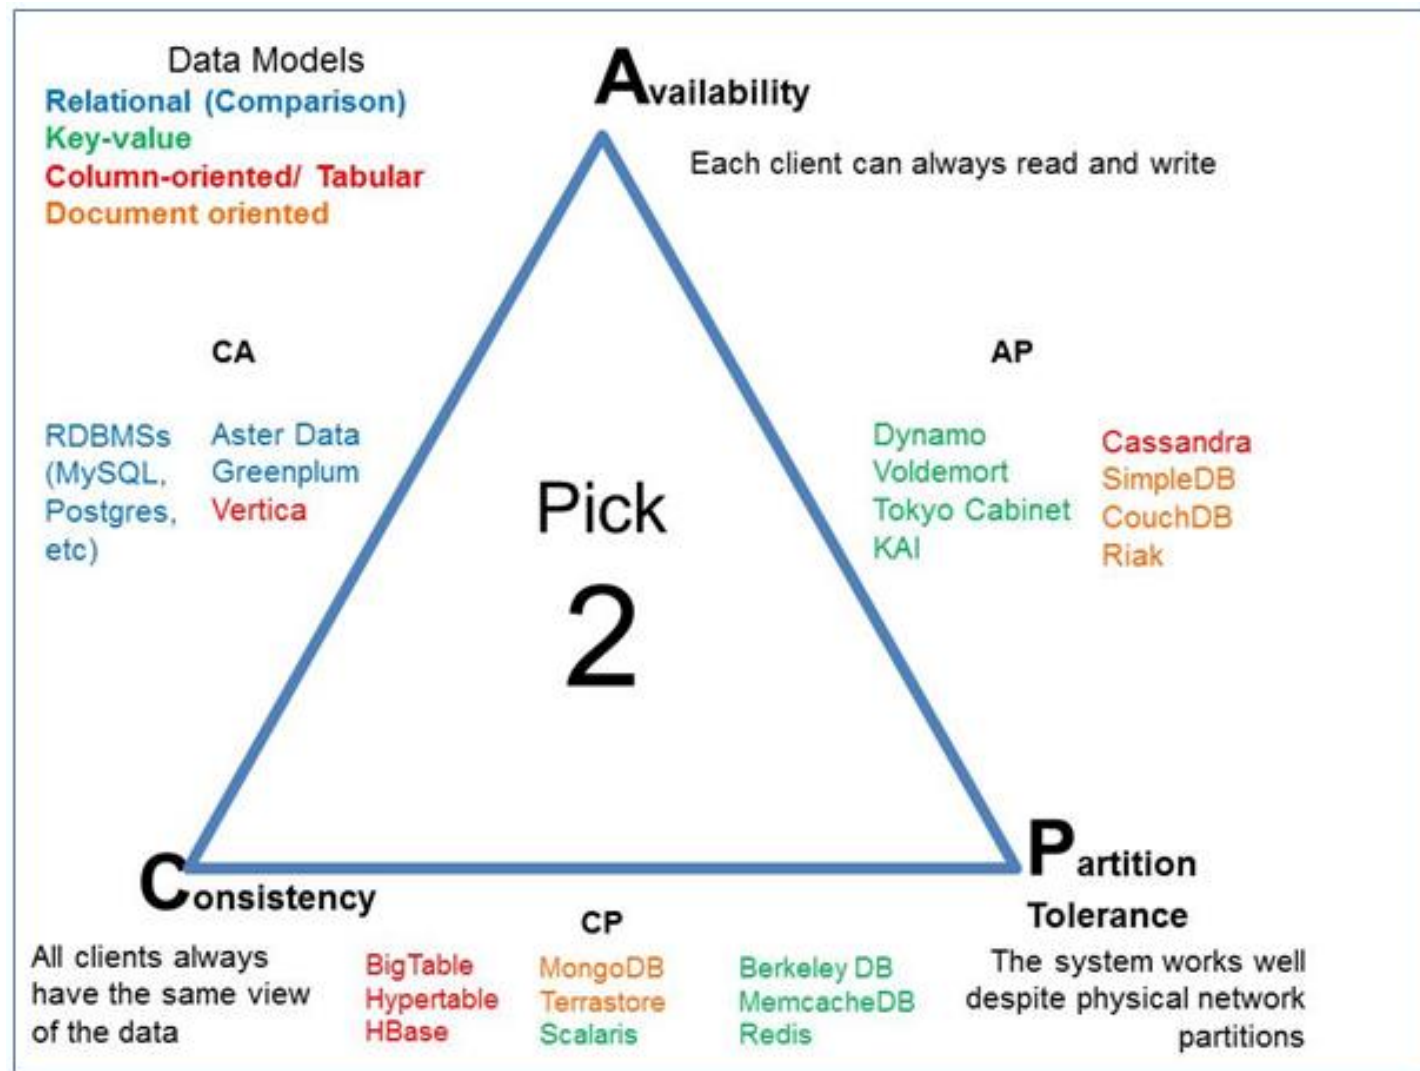 Data Models
Relational (Comparison)
Key-value
Column-oriented/ Tabular
Document oriented
Availability
Each client can always read and write
CA
RDBMSs
(MySQL,
Postgres,
etc)
Aster Data
Greenplum
Vertica
Pick
2
AP
Dynamo
Voldemort
Tokyo Cabinet
KAI
Cassandra
SimpleDB
CouchDB
Riak
Consistency
All clients always
have the same view
of the data
CP
BigTable
Hypertable
HBase
MongoDB
Terrastore
Scalaris
Berkeley DB
MemcacheDB
Redis
Partition
Tolerance
The system works well
despite physical network
partitions